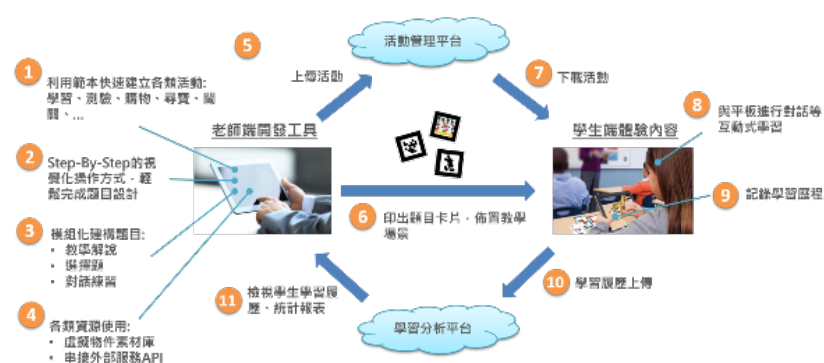 活動管理平台
5
上傳活動
7
下載活動
1
利用範本快速建立各類活動:
學習、測驗、購物、尋寶、闖
關、...
老師端開發工具
學生端體驗內容
8
與平板進行對話等
互動式學習
2
Step-By-Step的視
覺化操作方式，輕
鬆完成題目設計
3
模組化建構題目:
• 教學解說
• 選擇題
• 對話練習
6
印出題目卡片，佈置教學
場景
9
記錄學習歷程
4
各類資源使用:
• 虛擬物件素材庫
• 串接外部服務API
11
檢視學生學習履
歷、統計報表
10
學習履歷上傳
學習分析平台